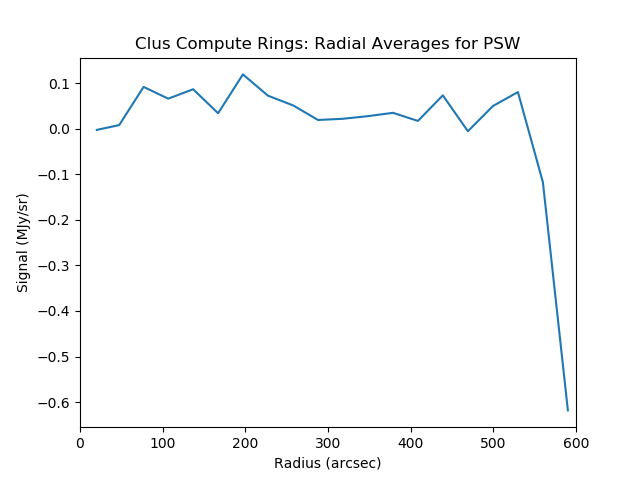 Clus Compute Rings: Radial Averages for PSW
0.1
0.0
−0.1
−0.2
−0.3
−0.4
−0.5
−0.6
Signal (MJy/sr)
0 100 200 300 400 500 600
Radius (arcsec)